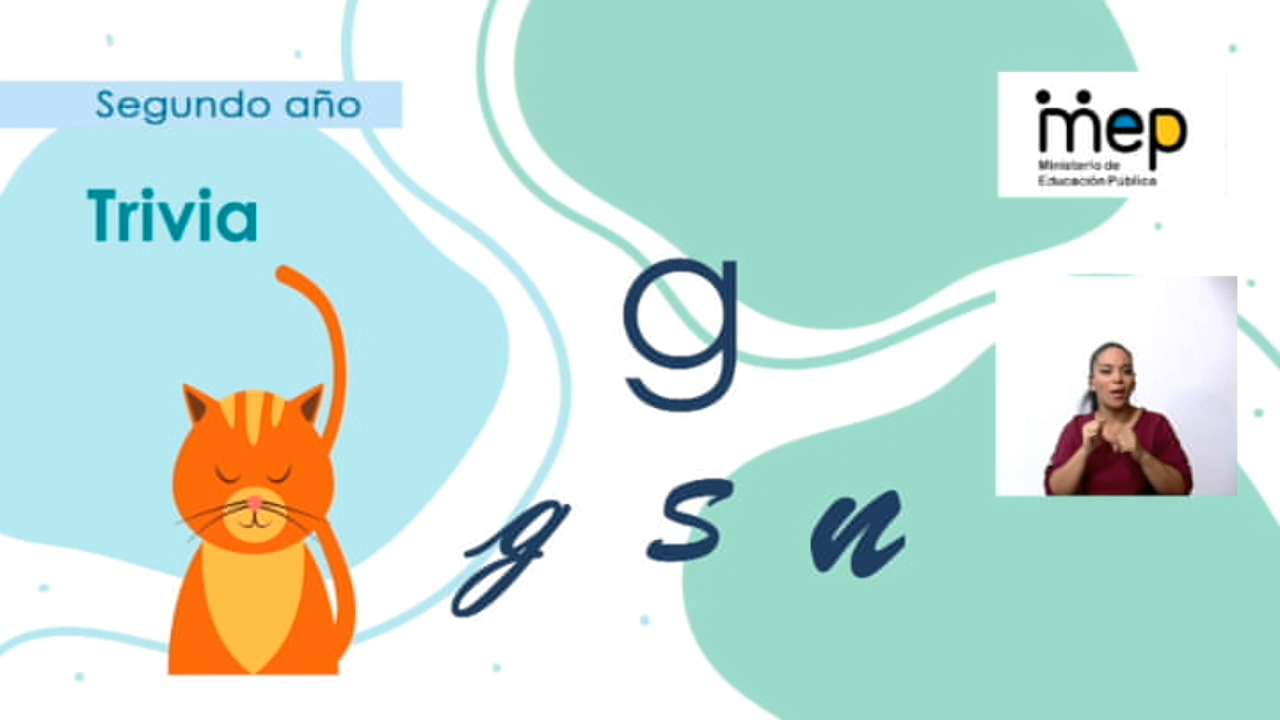 Segundo año
Trivia
mep
Ministerio de
Educación Pública
g
g s n